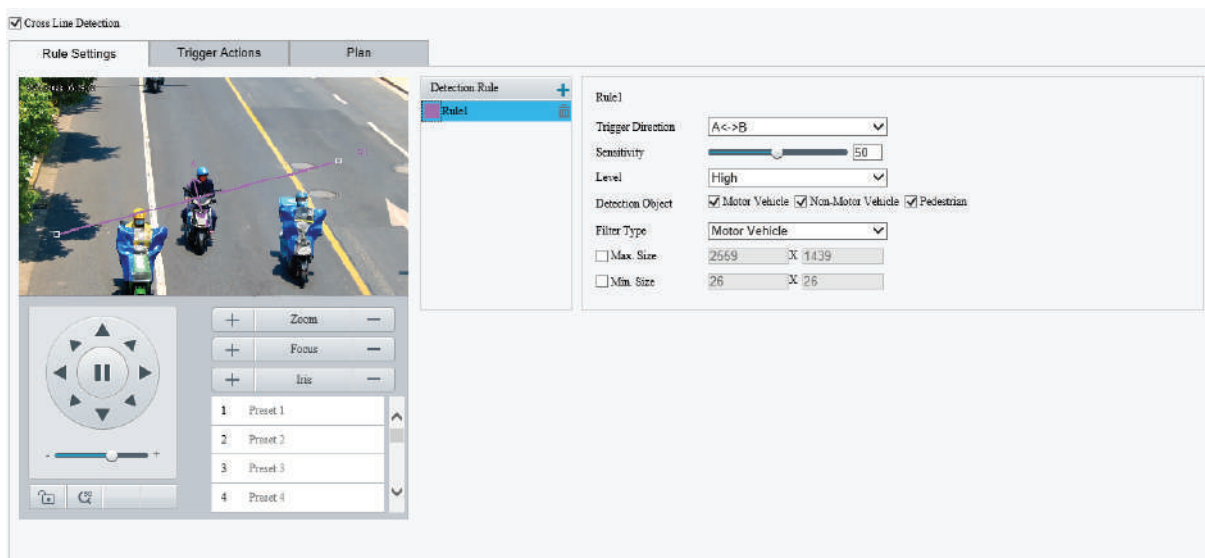 Cross Line Detection
Rule Settings Trigger Actions Plan
Detection Rule
Rule1
Rule1
Trigger Direction A<->B
Sensitivity 50
Level High
Detection Object Motor Vehicle Non-Motor Vehicle Pedestrian
Filter Type Motor Vehicle
Max. Size 2559 X 1439
Min. Size 26 X 26
+ Zoom −
+ Focus −
+ Iris −
1 Preset 1
2 Preset 2
3 Preset 3
4 Preset 4
- +